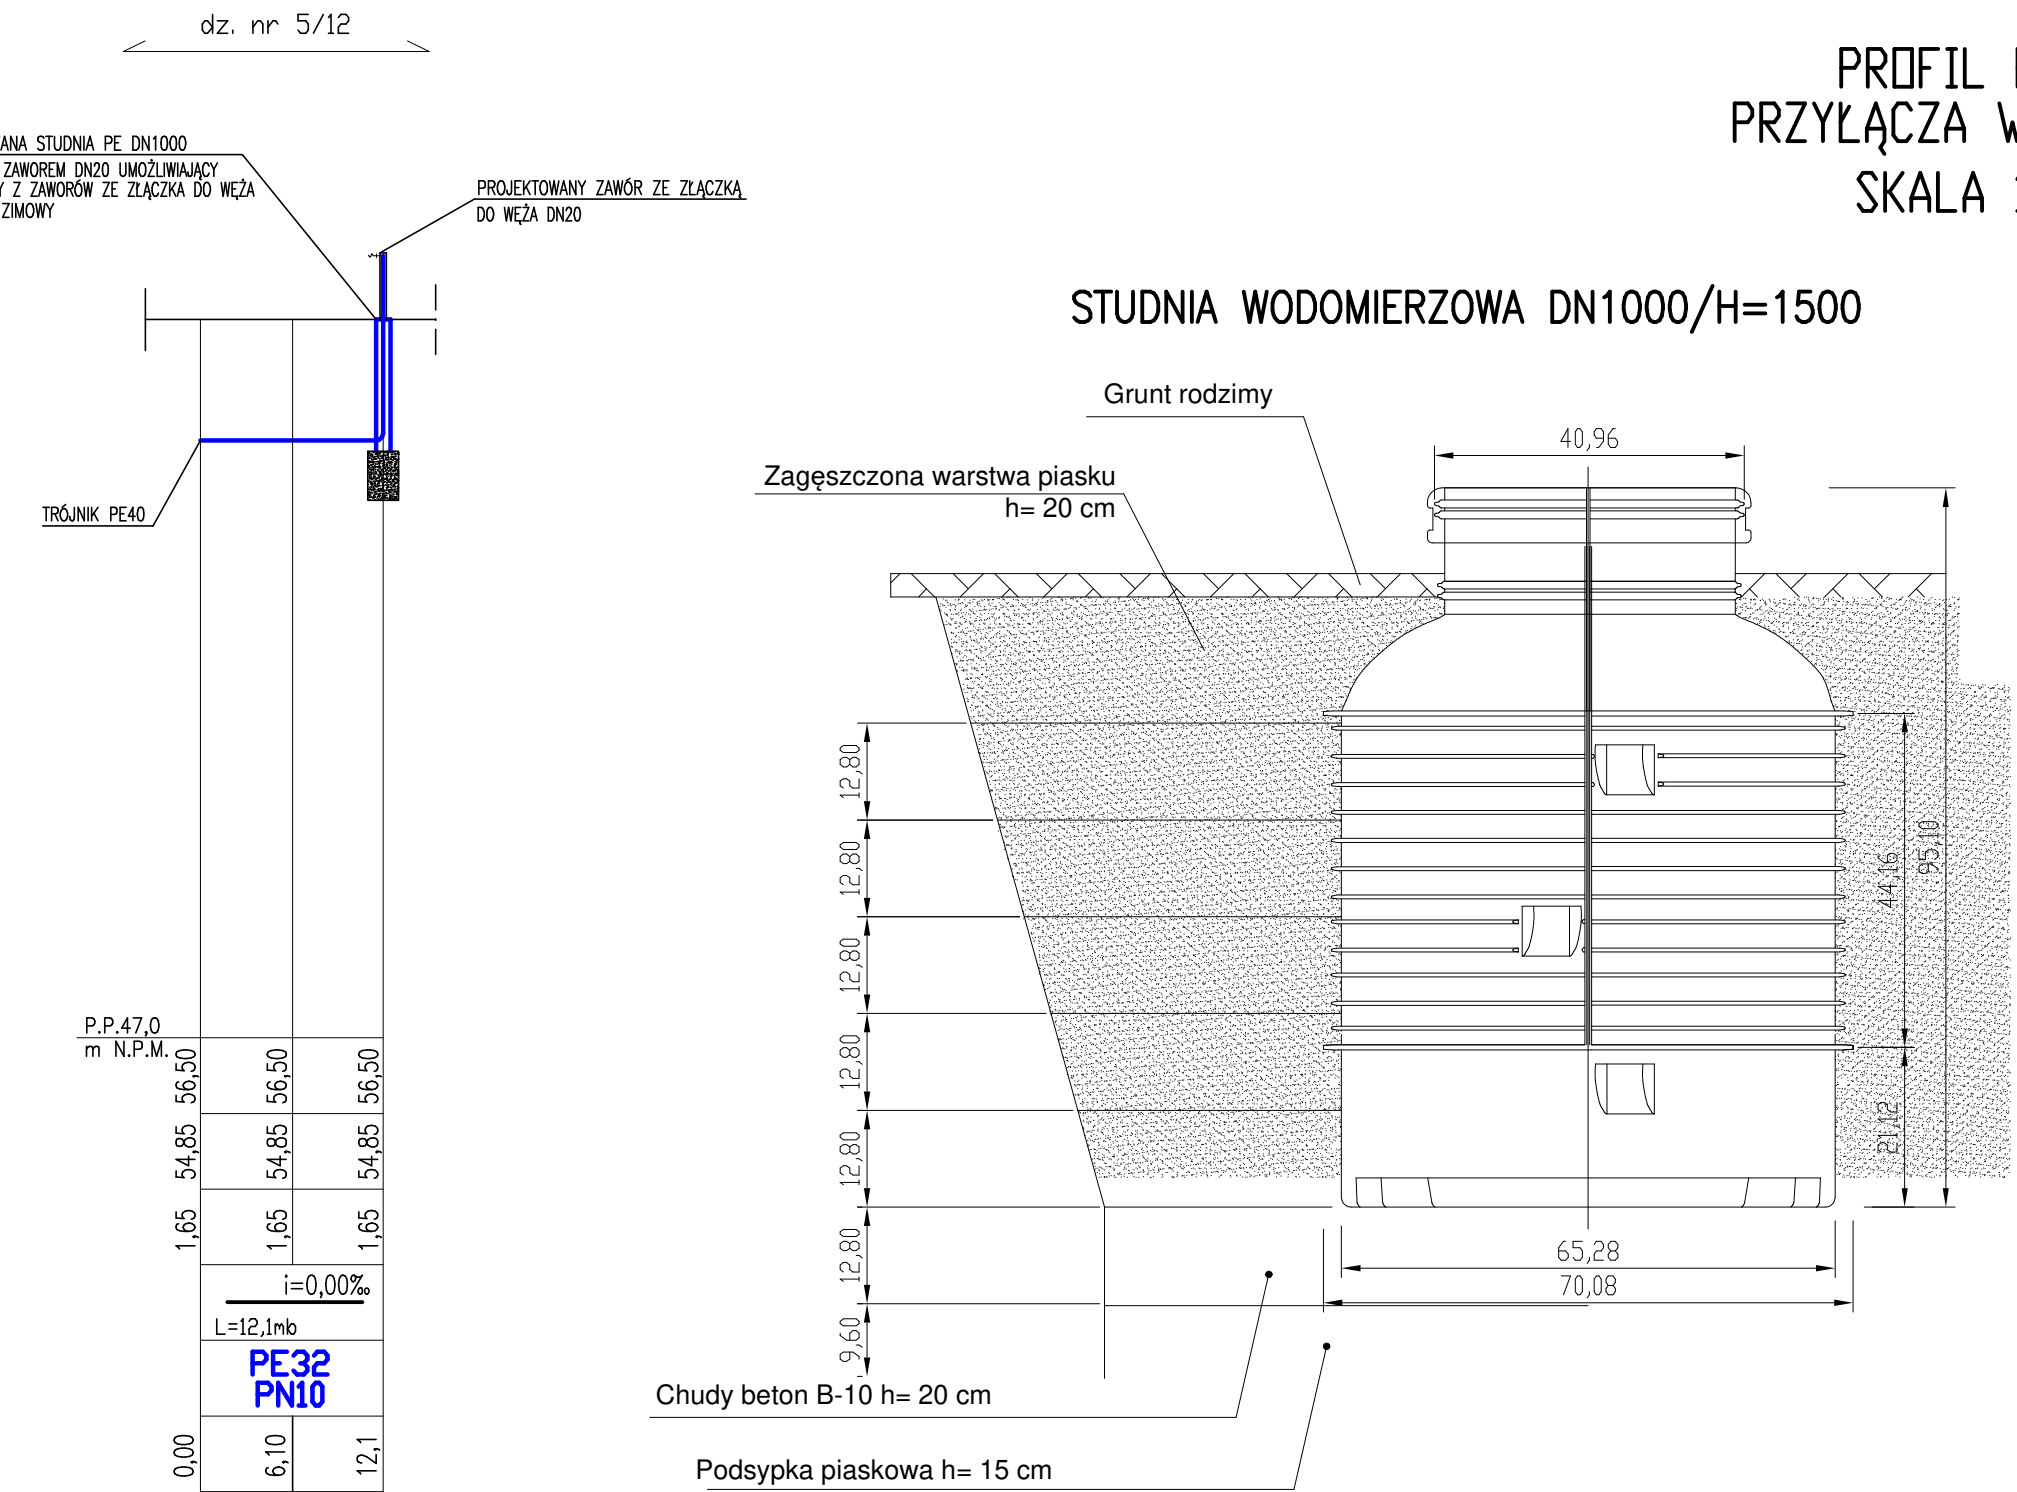 dz. nr 5/12
ANA STUDNIA PE DN1000
ZAWOREM DN20 UMOŻLIWIAJĄCY
Y Z ZAWORÓW ZE ZŁĄCZKA DO WĘŻA
ZIMOWY
PROJEKTOWANY ZAWÓR ZE ZŁĄCZKĄ
DO WĘŻA DN20
TRÓJNIK PE40
P.P.47,0
m N.P.M.
56,50 56,50 56,50
54,85 54,85 54,85
1,65 1,65 1,65
i=0,00‰
L=12,1mb
PE32
PN10
0,00 6,10 12,1
PROFIL
PRZYŁĄCZA W
SKALA
STUDNIA WODOMIERZOWA DN1000/H=1500
Grunt rodzimy
Zagęszczona warstwa piasku
h= 20 cm
40,96
12,80
12,80
12,80
12,80
12,80
12,80
9,60
44,16
95,10
21,12
65,28
70,08
Chudy beton B-10 h= 20 cm
Podsypka piaskowa h= 15 cm